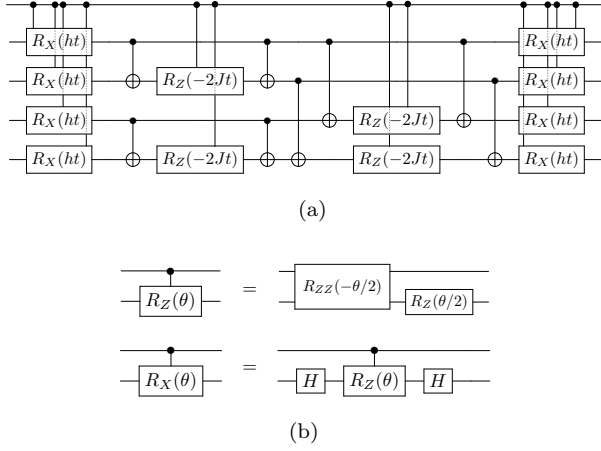 R_X(ht) R_X(ht)
R_X(ht) R_Z(−2Jt) R_X(ht)
R_X(ht) R_Z(−2Jt) R_X(ht)
R_X(ht) R_Z(−2Jt) R_Z(−2Jt) R_X(ht)
(a)
R_Z(θ) = R_ZZ(−θ/2) R_Z(θ/2)
R_X(θ) = H R_Z(θ) H
(b)